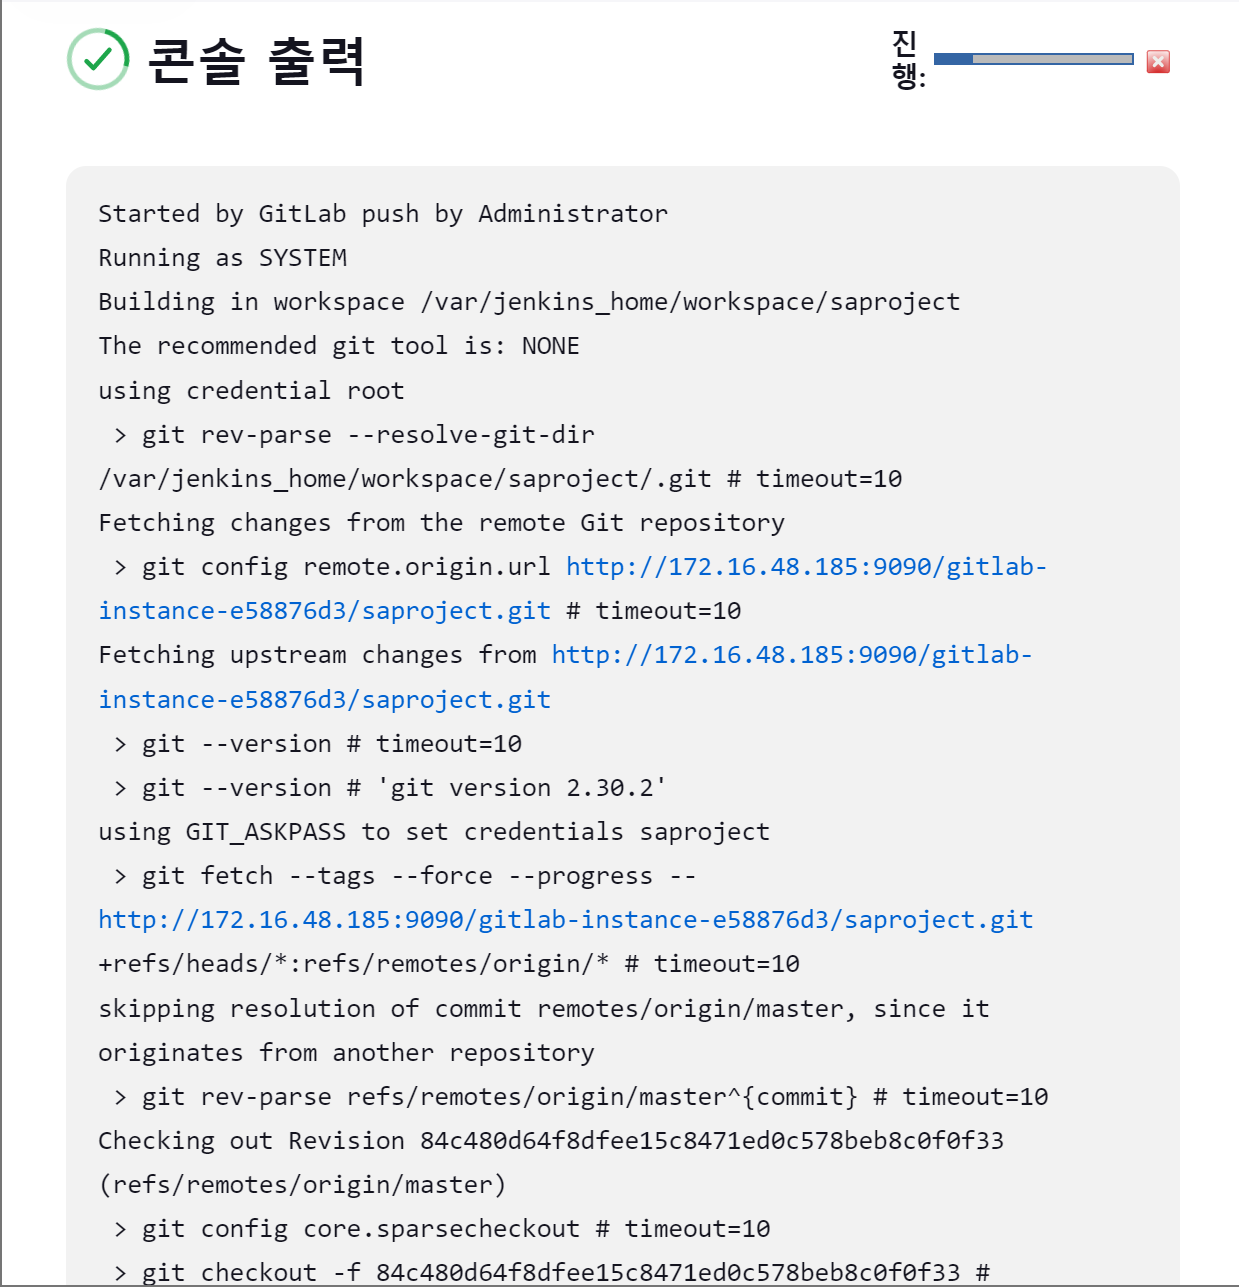 콘솔 출력
진
행:
Started by GitLab push by Administrator
Running as SYSTEM
Building in workspace /var/jenkins_home/workspace/saproject
The recommended git tool is: NONE
using credential root
 > git rev-parse --resolve-git-dir
/var/jenkins_home/workspace/saproject/.git # timeout=10
Fetching changes from the remote Git repository
 > git config remote.origin.url http://172.16.48.185:9090/gitlab-
instance-e58876d3/saproject.git # timeout=10
Fetching upstream changes from http://172.16.48.185:9090/gitlab-
instance-e58876d3/saproject.git
 > git --version # timeout=10
 > git --version # 'git version 2.30.2'
using GIT_ASKPASS to set credentials saproject
 > git fetch --tags --force --progress --
http://172.16.48.185:9090/gitlab-instance-e58876d3/saproject.git
+refs/heads/*:refs/remotes/origin/* # timeout=10
skipping resolution of commit remotes/origin/master, since it
originates from another repository
 > git rev-parse refs/remotes/origin/master^{commit} # timeout=10
Checking out Revision 84c480d64f8dfee15c8471ed0c578beb8c0f0f33
(refs/remotes/origin/master)
 > git config core.sparsecheckout # timeout=10
 > git checkout -f 84c480d64f8dfee15c8471ed0c578beb8c0f0f33 #